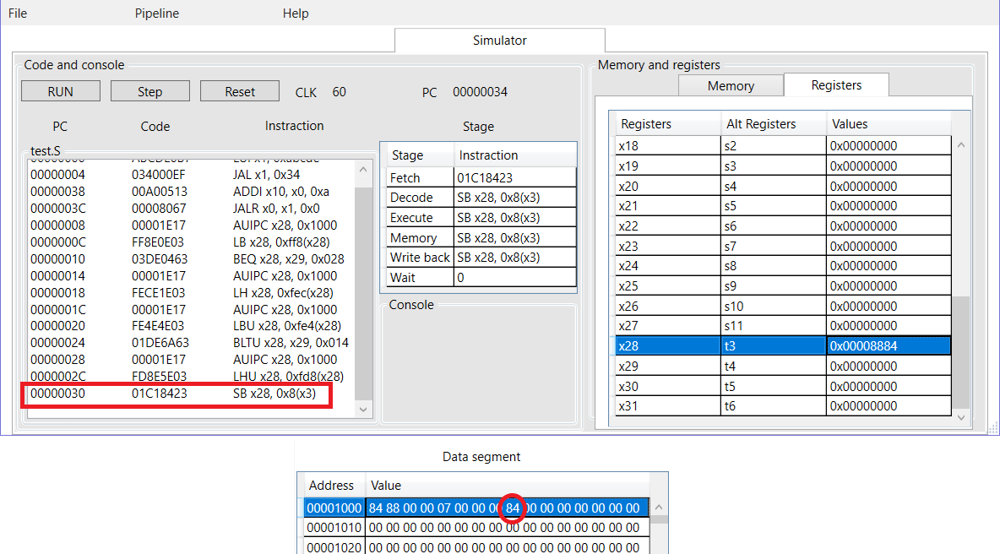 File Pipeline Help
Simulator
Code and console
RUN Step Reset CLK 60 PC 00000034
PC Code Instraction
test.S
00000004 034000EF JAL x1, 0x34
00000038 00A00513 ADDI x10, x0, 0xa
0000003C 00008067 JALR x0, x1, 0x0
00000008 00001E17 AUIPC x28, 0x1000
0000000C FF8E0E03 LB x28, 0xff8(x28)
00000010 03DE0463 BEQ x28, x29, 0x028
00000014 00001E17 AUIPC x28, 0x1000
00000018 FECE1E03 LH x28, 0xfec(x28)
0000001C 00001E17 AUIPC x28, 0x1000
00000020 FE4E4E03 LBU x28, 0xfe4(x28)
00000024 01DE6A63 BLTU x28, x29, 0x014
00000028 00001E17 AUIPC x28, 0x1000
0000002C FD8E5E03 LHU x28, 0xfd8(x28)
00000030 01C18423 SB x28, 0x8(x3)
Stage
Stage Instraction
Fetch 01C18423
Decode SB x28, 0x8(x3)
Execute SB x28, 0x8(x3)
Memory SB x28, 0x8(x3)
Write back SB x28, 0x8(x3)
Wait 0
Console
Memory and registers
Memory Registers
Registers Alt Registers Values
x18 s2 0x00000000
x19 s3 0x00000000
x20 s4 0x00000000
x21 s5 0x00000000
x22 s6 0x00000000
x23 s7 0x00000000
x24 s8 0x00000000
x25 s9 0x00000000
x26 s10 0x00000000
x27 s11 0x00000000
x28 t3 0x00008884
x29 t4 0x00000000
x30 t5 0x00000000
x31 t6 0x00000000
Data segment
Address Value
00001000 84 88 00 00 07 00 00 00 84 00 00 00 00 00 00 00
00001010 00 00 00 00 00 00 00 00 00 00 00 00 00 00 00 00
00001020 00 00 00 00 00 00 00 00 00 00 00 00 00 00 00 00